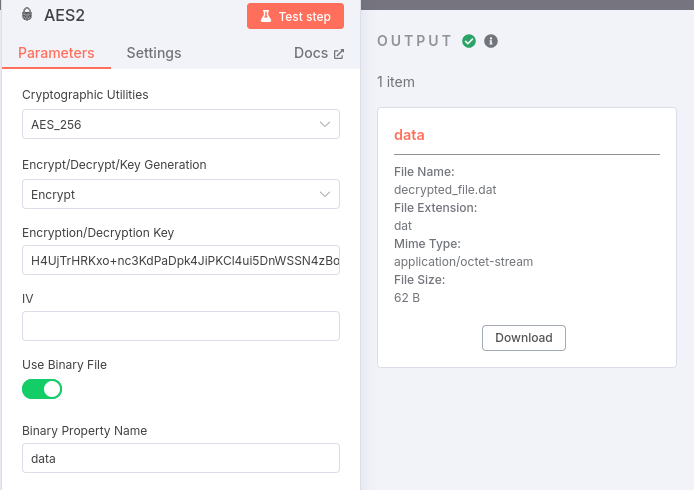 AES2
Test step
Parameters
Settings
Docs
Cryptographic Utilities
AES_256
Encrypt/Decrypt/Key Generation
Encrypt
Encryption/Decryption Key
H4UjTrHRKxo+nc3KdPaDpk4JiPKCl4ui5DnWSSN4zBo
IV
Use Binary File
Binary Property Name
data
OUTPUT
1 item
data
File Name:
decrypted_file.dat
File Extension:
dat
Mime Type:
application/octet-stream
File Size:
62 B
Download